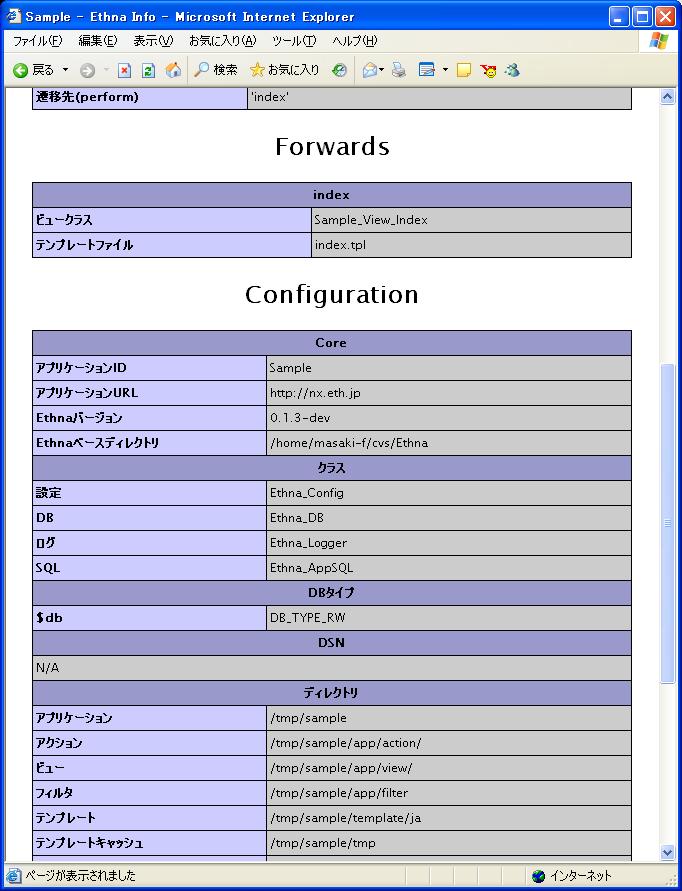 Sample - Ethna Info - Microsoft Internet Explorer
ファイル(F) 編集(E) 表示(V) お気に入り(A) ツール(T) ヘルプ(H)
戻る 検索 お気に入り
遷移先(perform) 'index'
Forwards
index
ビュークラス Sample_View_Index
テンプレートファイル index.tpl
Configuration
Core
アプリケーションID Sample
アプリケーションURL http://nx.eth.jp
Ethnaバージョン 0.1.3-dev
Ethnaベースディレクトリ /home/masaki-f/cvs/Ethna
クラス
設定 Ethna_Config
DB Ethna_DB
ログ Ethna_Logger
SQL Ethna_AppSQL
DBタイプ
$db DB_TYPE_RW
DSN
N/A
ディレクトリ
アプリケーション /tmp/sample
アクション /tmp/sample/app/action/
ビュー /tmp/sample/app/view/
フィルタ /tmp/sample/app/filter
テンプレート /tmp/sample/template/ja
テンプレートキャッシュ /tmp/sample/tmp
ページが表示されました インターネット